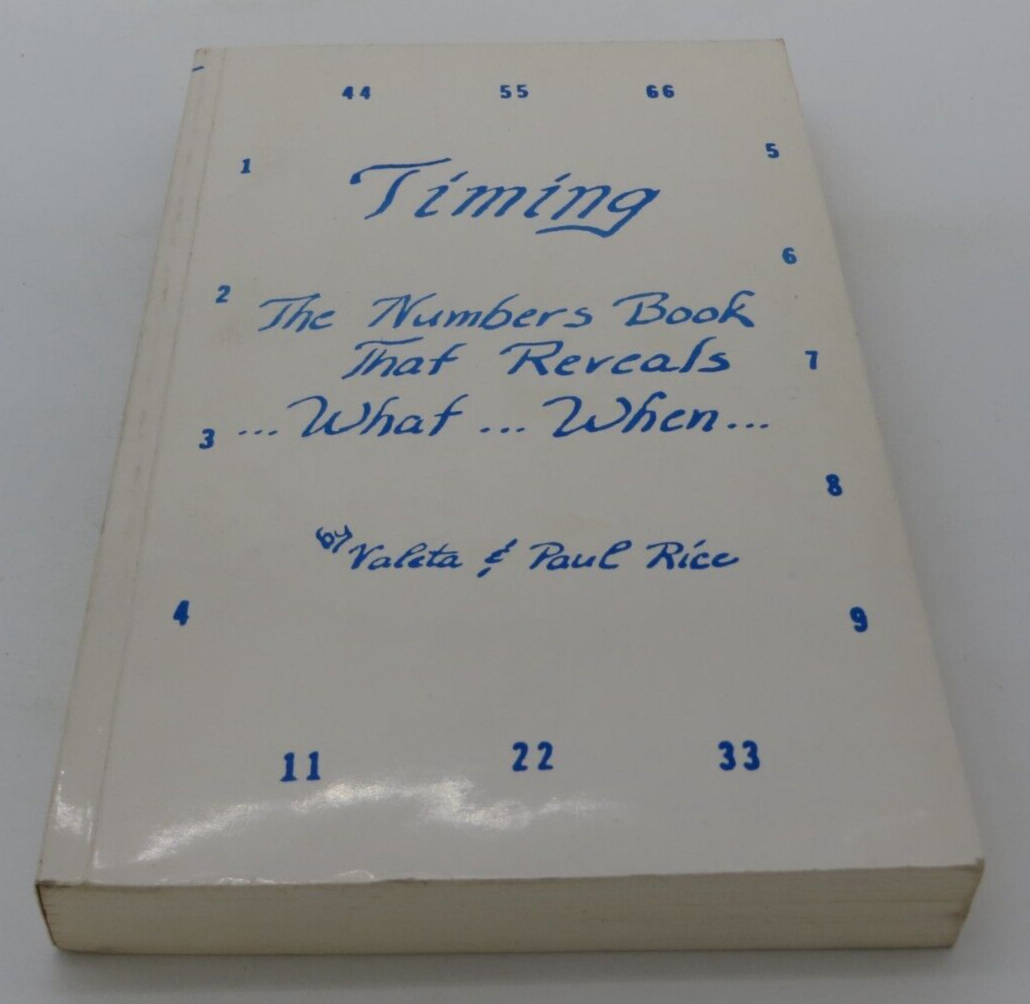 44 55 66
1 5
Timing
6
2 The Numbers Book
That Reveals 7
3 ...What ... When...
8
by Valeta & Paul Rice
4 9
11 22 33